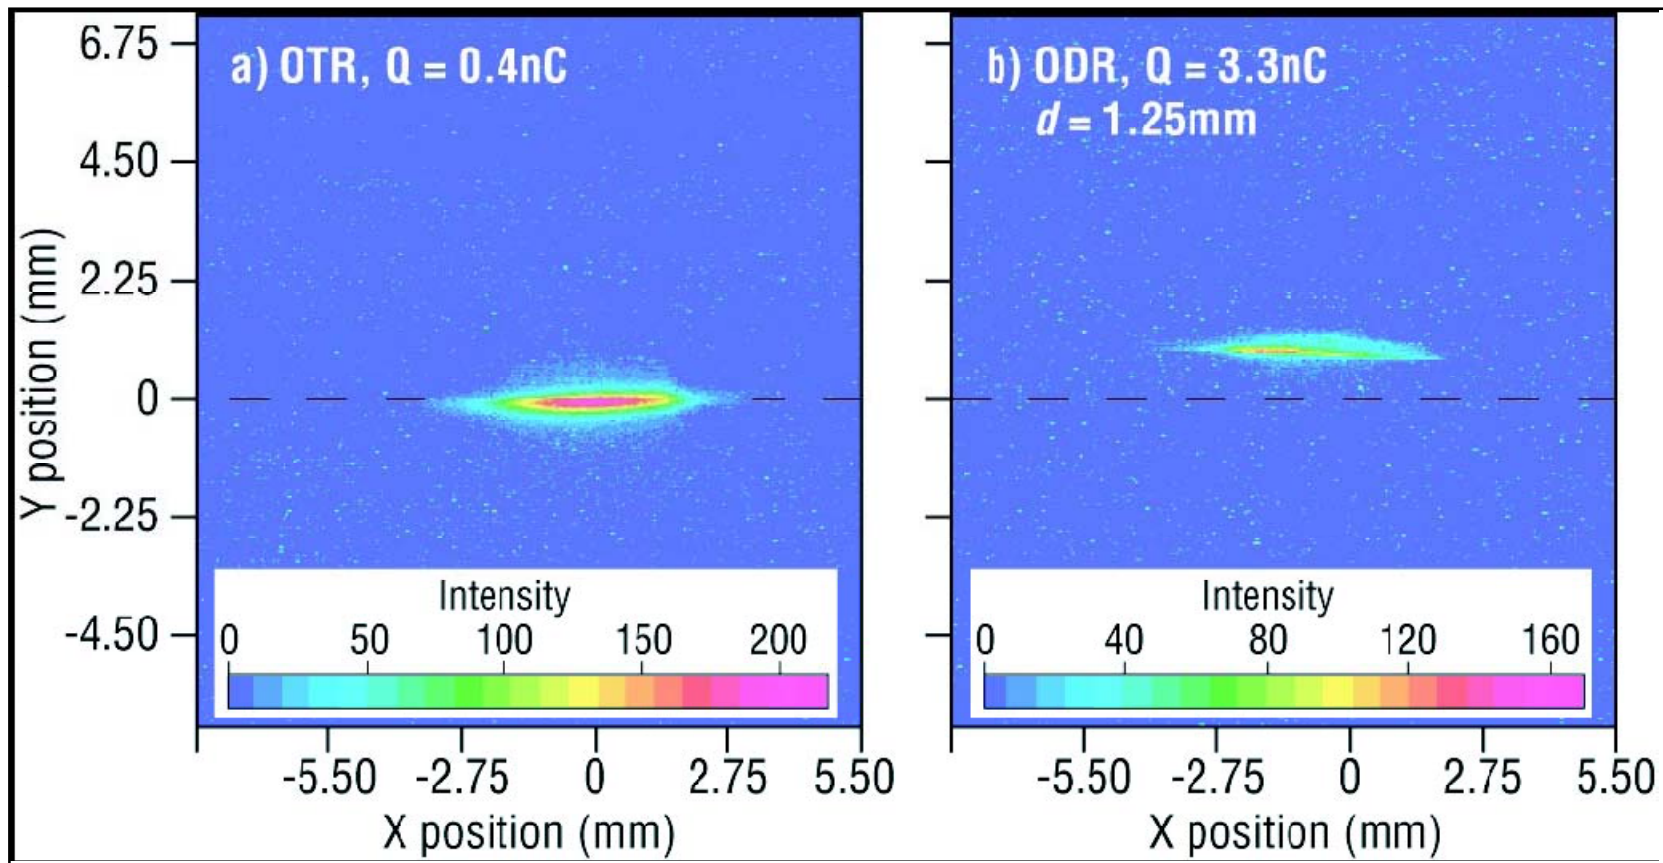 a) OTR, Q = 0.4nC
b) ODR, Q = 3.3nC
d = 1.25mm
Y position (mm)
6.75
4.50
2.25
0
-2.25
-4.50
Intensity
0 50 100 150 200
Intensity
0 40 80 120 160
-5.50 -2.75 0 2.75 5.50
X position (mm)
-5.50 -2.75 0 2.75 5.50
X position (mm)